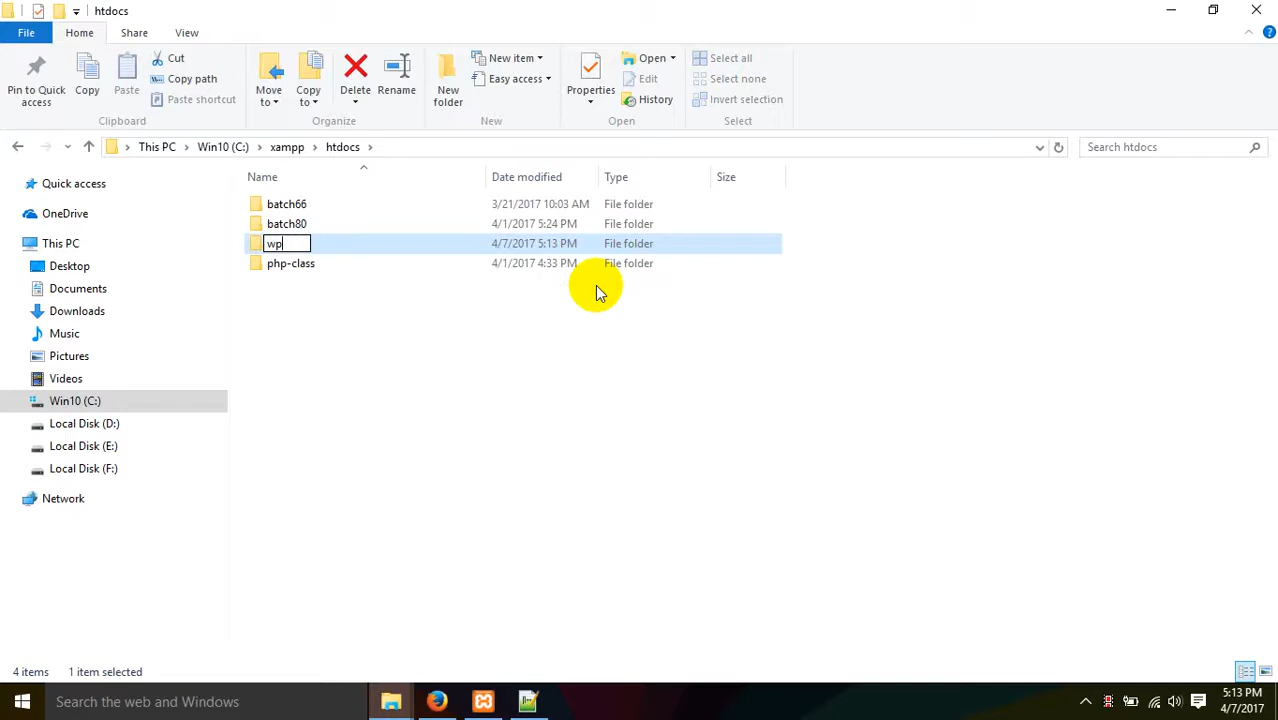 htdocs
File Home Share View
Pin to Quick access
Copy
Paste
Cut
Copy path
Paste shortcut
Clipboard
Move to
Copy to
Delete
Rename
Organize
New folder
New item
Easy access
New
Properties
Open
Edit
History
Open
Select all
Select none
Invert selection
Select
This PC Win10 (C:) xampp htdocs
Search htdocs
Name Date modified Type Size
Quick access
OneDrive
This PC
Desktop
Documents
Downloads
Music
Pictures
Videos
Win10 (C:)
Local Disk (D:)
Local Disk (E:)
Local Disk (F:)
Network
batch66 3/21/2017 10:03 AM File folder
batch80 4/1/2017 5:24 PM File folder
wp 4/7/2017 5:13 PM File folder
php-class 4/1/2017 4:33 PM File folder
4 items 1 item selected
Search the web and Windows
5:13 PM
4/7/2017